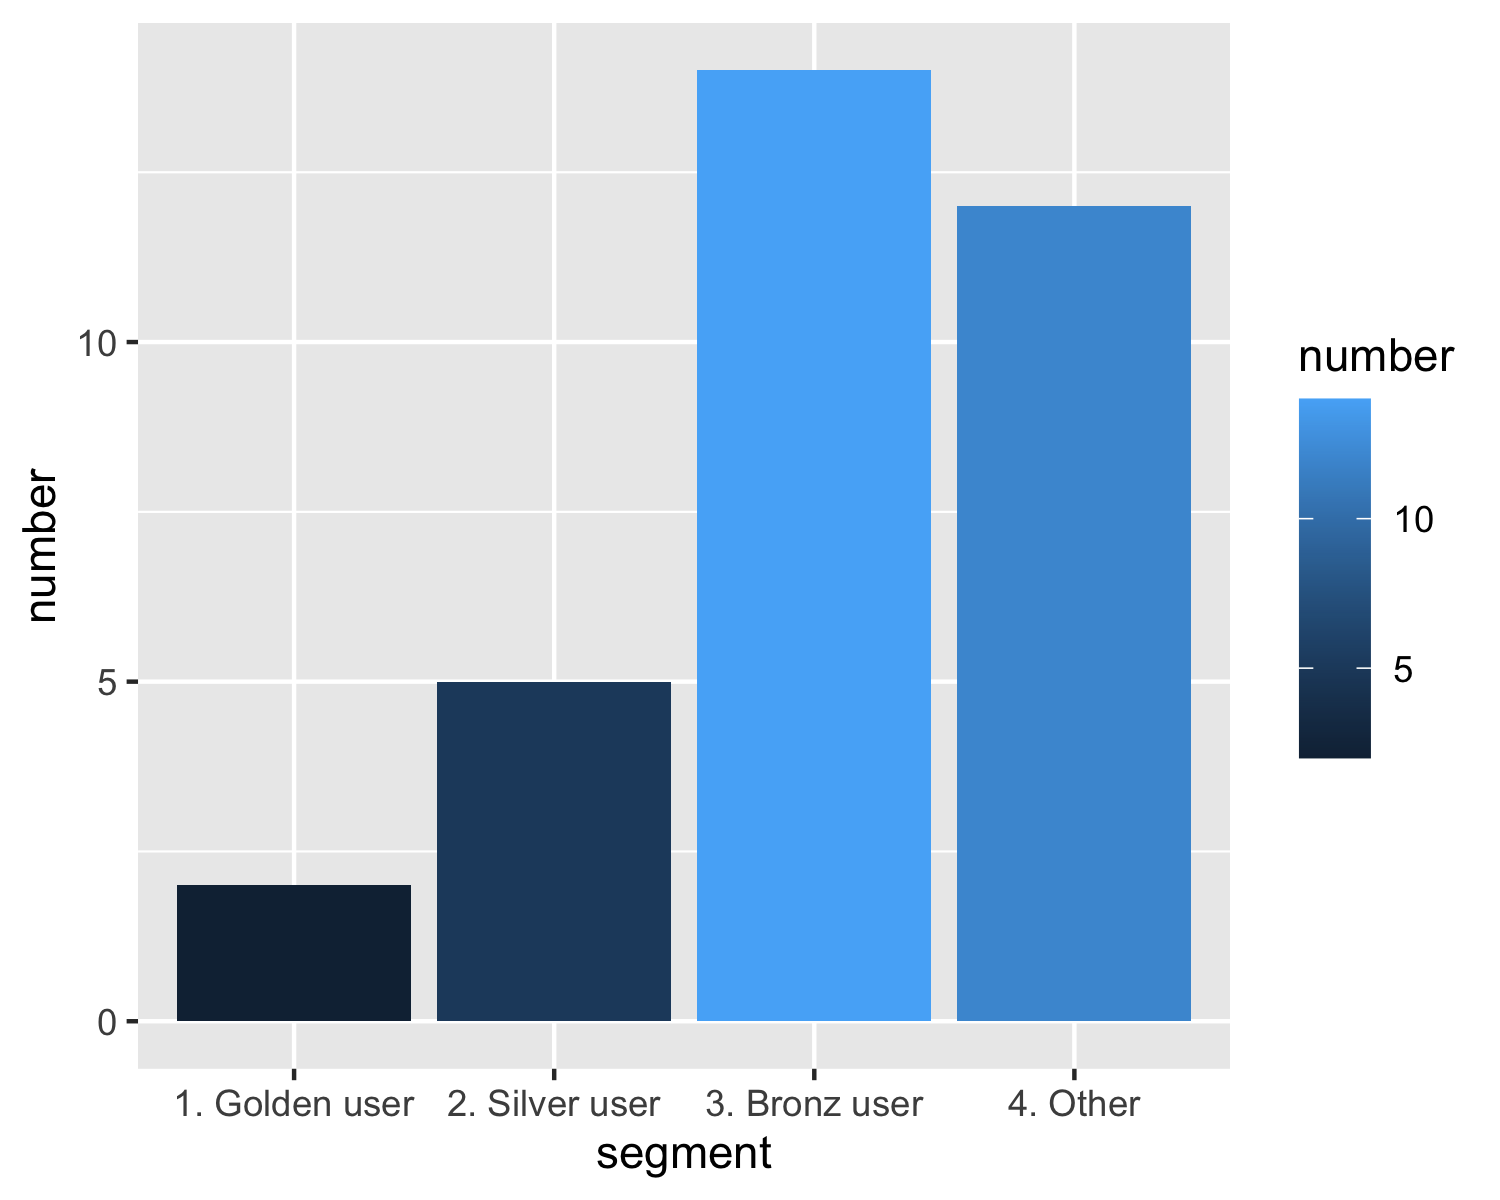 10
5
0
number
1. Golden user
2. Silver user
3. Bronz user
4. Other
segment
number
10
5